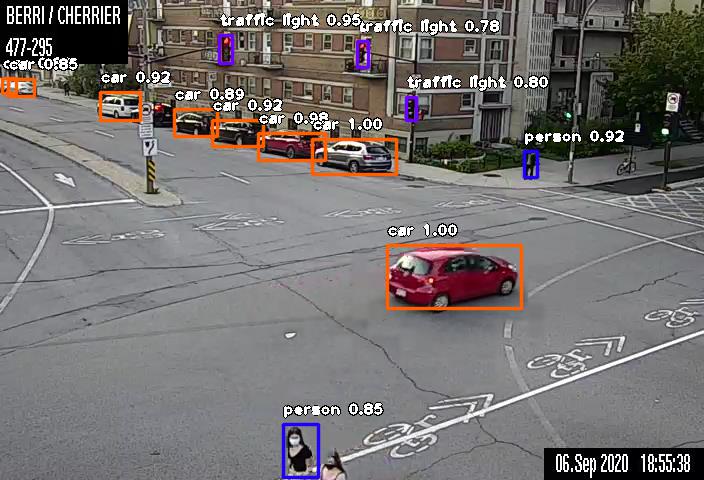 BERRI / CHERRIER
477-295
traffic light 0.95
traffic light 0.78
car 0.85
car 0.92
traffic light 0.80
car 0.89
car 0.92
car 0.98
car 1.00
person 0.92
car 1.00
person 0.85
06.Sep 2020 18:55:38